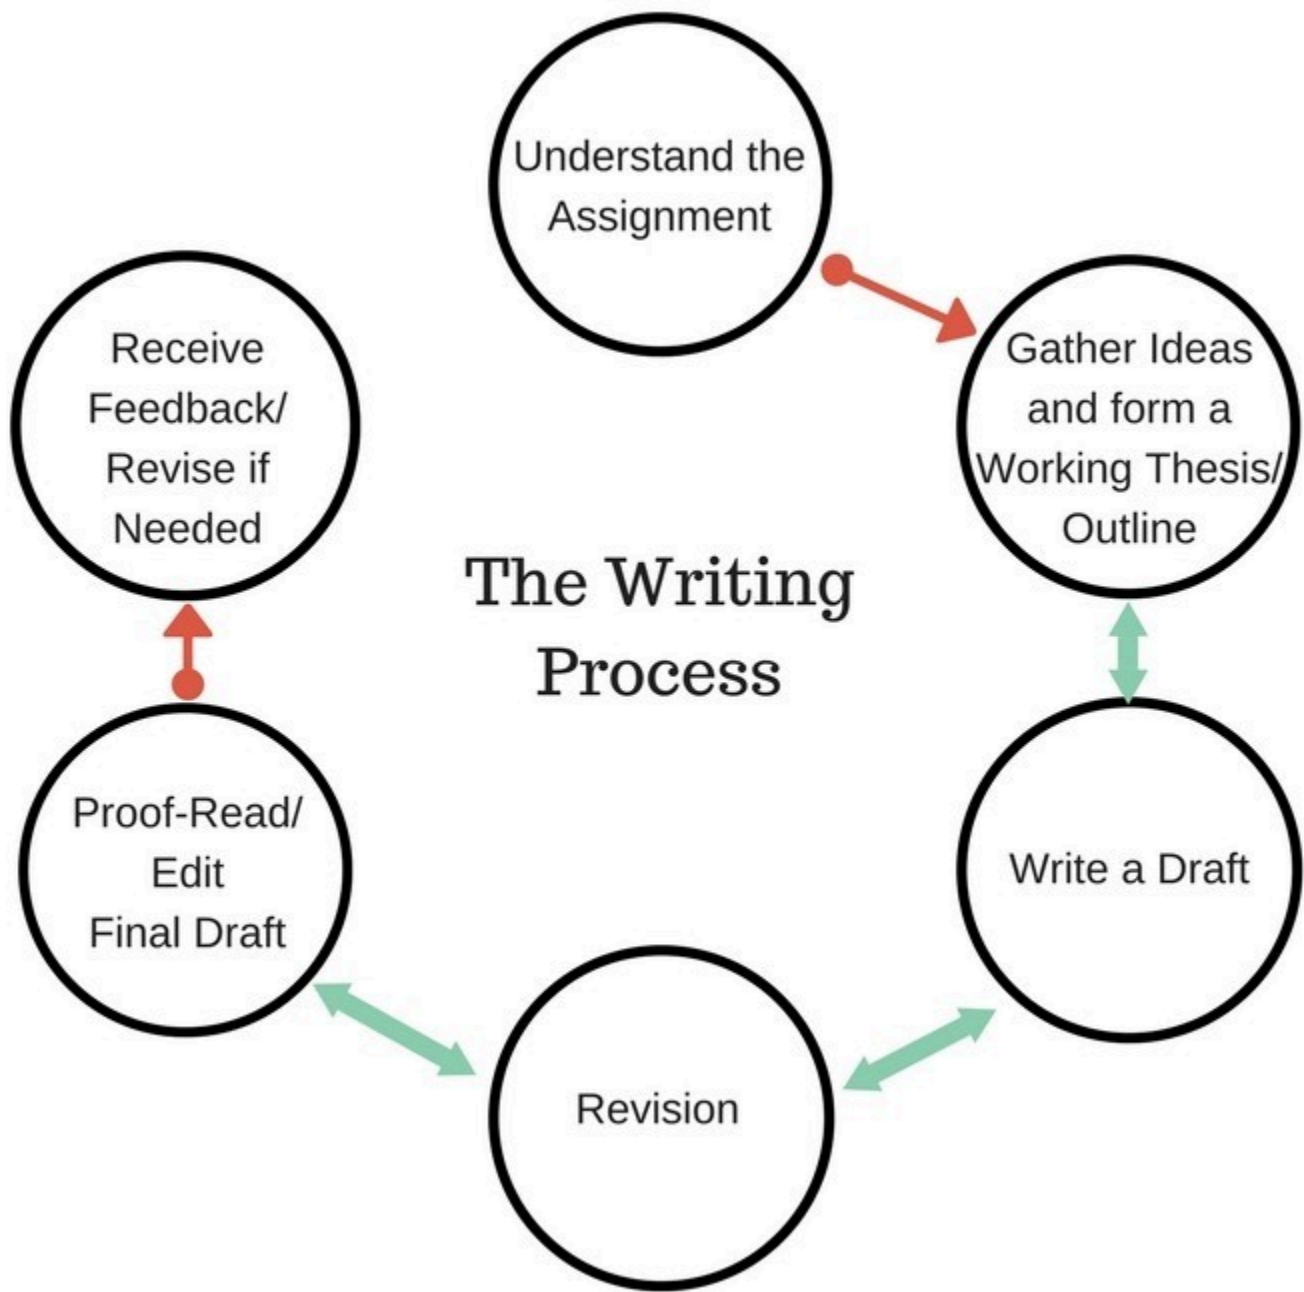 Understand the
Assignment
Gather Ideas
and form a
Working Thesis/
Outline
Write a Draft
Revision
Proof-Read/
Edit
Final Draft
Receive
Feedback/
Revise if
Needed
The Writing
Process